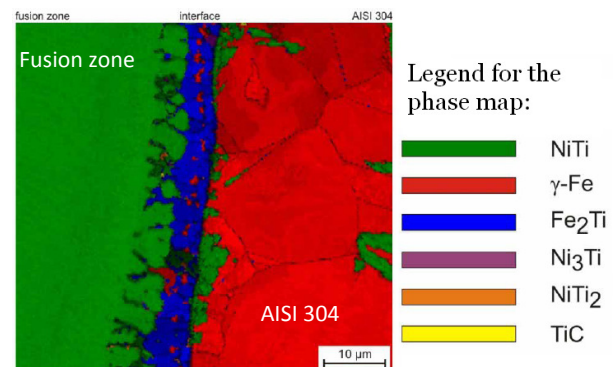 fusion zone interface AISI 304
Fusion zone
AISI 304
10 µm
Legend for the
phase map:
NiTi
γ-Fe
Fe₂Ti
Ni₃Ti
NiTi₂
TiC